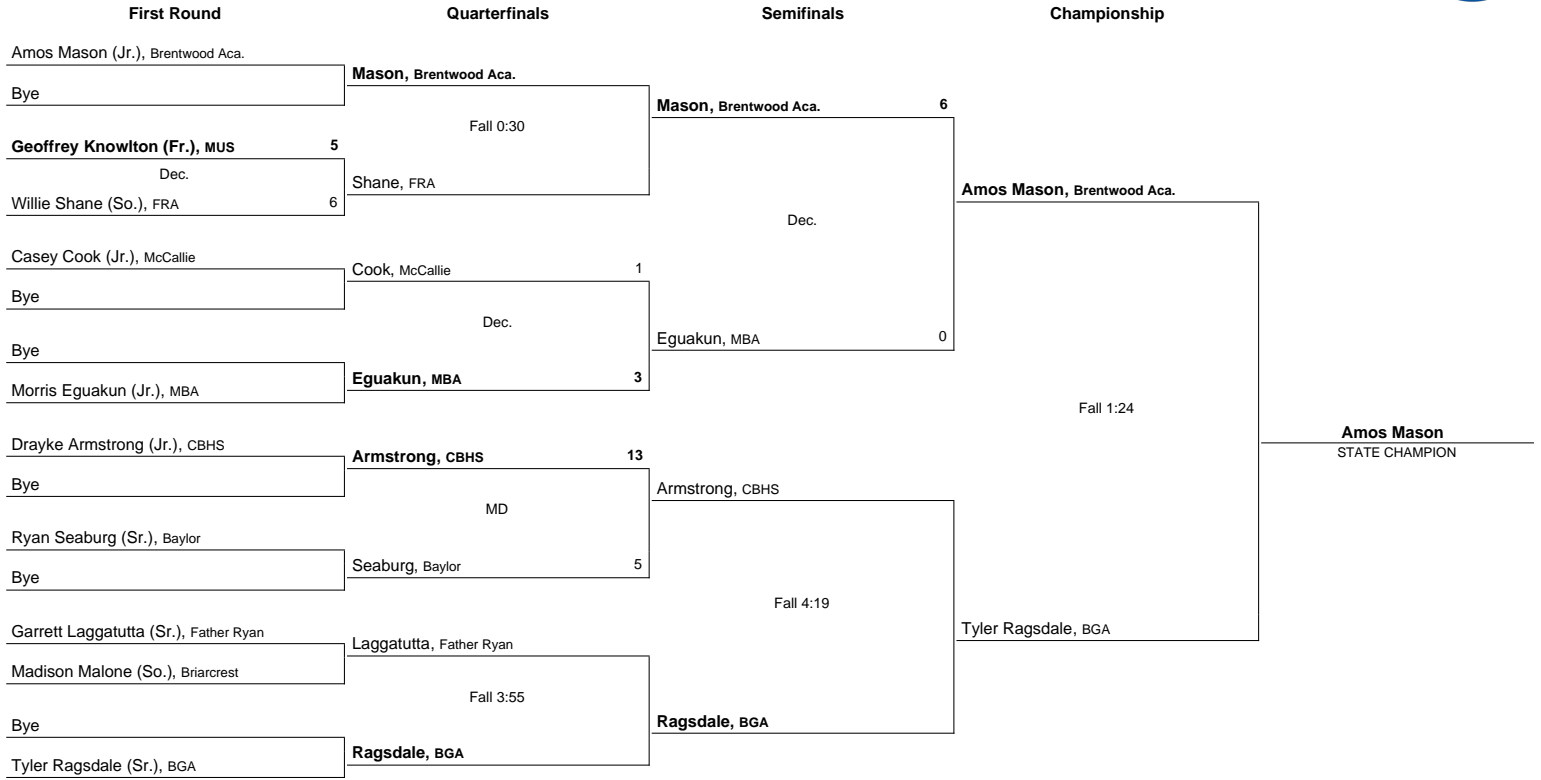 First Round Quarterfinals Semifinals Championship
Amos Mason (Jr.), Brentwood Aca.
Bye
Geoffrey Knowlton (Fr.), MUS 5
Dec.
Willie Shane (So.), FRA 6
Casey Cook (Jr.), McCallie
Bye
Bye
Morris Eguakun (Jr.), MBA
Drayke Armstrong (Jr.), CBHS
Bye
Ryan Seaburg (Sr.), Baylor
Bye
Garrett Laggatutta (Sr.), Father Ryan
Madison Malone (So.), Briarcrest
Bye
Tyler Ragsdale (Sr.), BGA
Mason, Brentwood Aca.
Fall 0:30
Shane, FRA
Cook, McCallie 1
Dec.
Eguakun, MBA 3
Armstrong, CBHS 13
MD
Seaburg, Baylor 5
Laggatutta, Father Ryan
Fall 3:55
Ragsdale, BGA
Mason, Brentwood Aca. 6
Dec.
Eguakun, MBA 0
Armstrong, CBHS
Fall 4:19
Ragsdale, BGA
Amos Mason, Brentwood Aca.
Fall 1:24
Tyler Ragsdale, BGA
Amos Mason
STATE CHAMPION